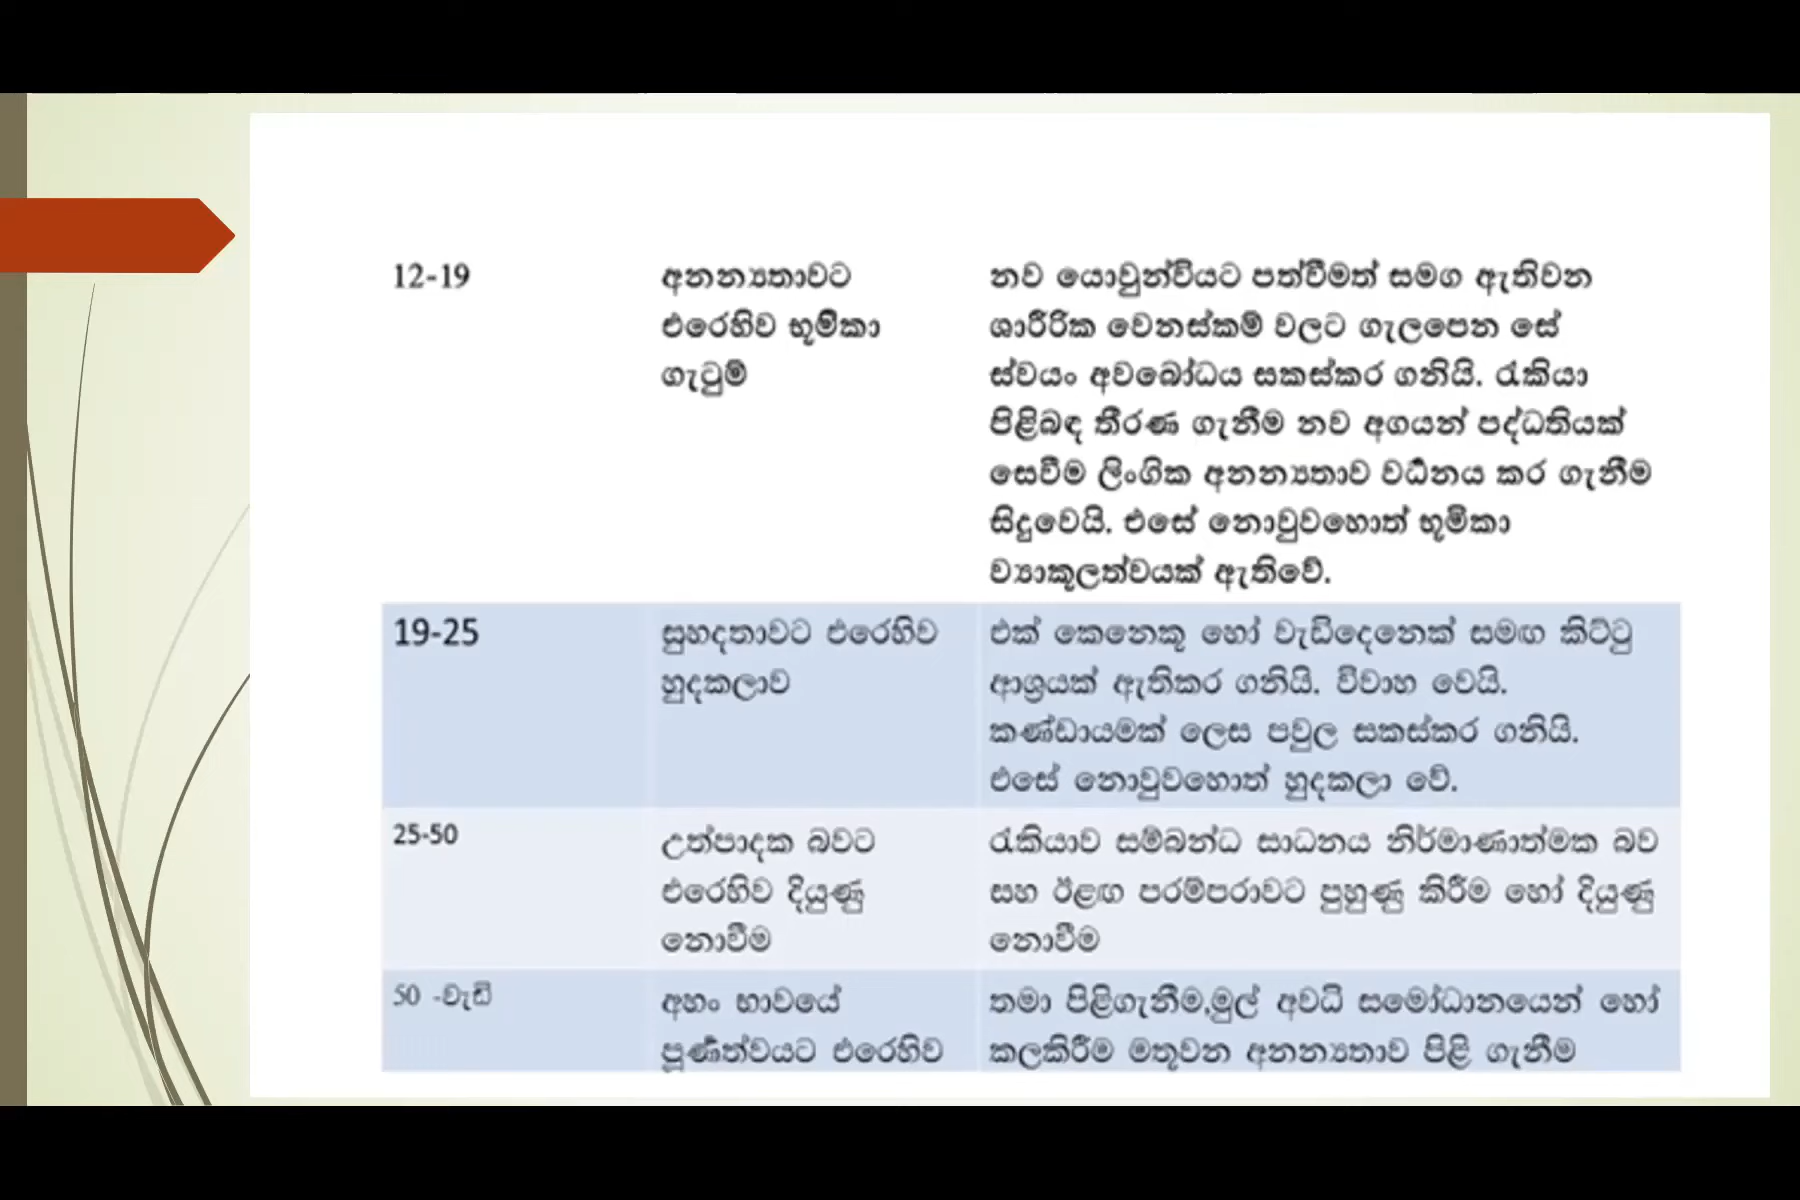 12-19
අනන්‍යතාවට
එරෙහිව භූමිකා
ගැටුම්
නව යොවුන්වියට පත්වීමත් සමග ඇතිවන
ශාරීරික වෙනස්කම් වලට ගැලපෙන සේ
ස්වයං අවබෝධය සකස්කර ගනියි. රැකියා
පිළිබඳ තීරණ ගැනීම නව අගයන් පද්ධතියක්
සෙවීම ලිංගික අනන්‍යතාව වර්ධනය කර ගැනීම
සිදුවෙයි. එසේ නොවුවහොත් භූමිකා
ව්‍යාකූලත්වයක් ඇතිවේ.
19-25
සුහදතාවට එරෙහිව
හුදකලාව
එක් කෙනෙකු හෝ වැඩිදෙනෙක් සමඟ කිට්ටු
ආශ්‍රයක් ඇතිකර ගනියි. විවාහ වෙයි.
කණ්ඩායමක් ලෙස පවුල සකස්කර ගනියි.
එසේ නොවුවහොත් හුදකලා වේ.
25-50
උත්පාදක බවට
එරෙහිව දියුණු
නොවීම
රැකියාව සම්බන්ධ සාධනය නිර්මාණාත්මක බව
සහ ඊළඟ පරම්පරාවට පුහුණු කිරීම හෝ දියුණු
නොවීම
50 -වැඩි
අහං භාවයේ
පූර්ණත්වයට එරෙහිව
තමා පිළිගැනීම,මුල් අවධි සමෝධානයෙන් හෝ
කලකිරීම මතුවන අනන්‍යතාව පිළි ගැනීම